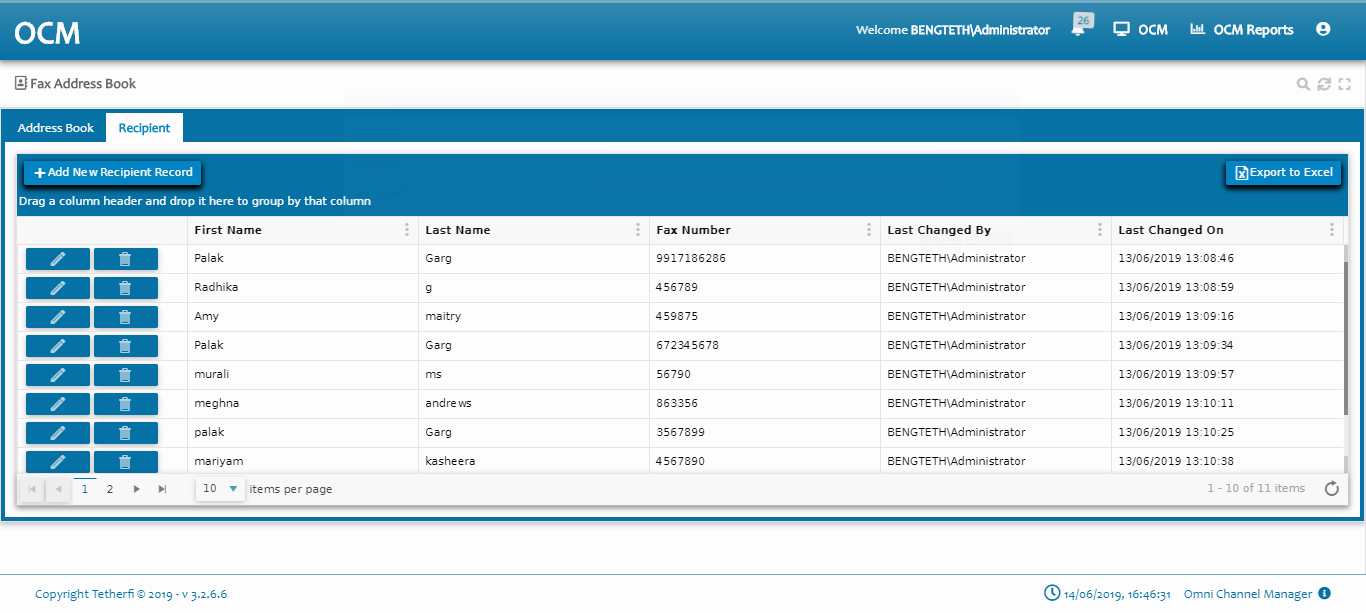 OCM
Welcome BENGTETH\Administrator
26
OCM
OCM Reports
Fax Address Book
Address Book
Recipient
Add New Recipient Record
Export to Excel
Drag a column header and drop it here to group by that column
First Name Last Name Fax Number Last Changed By Last Changed On
Palak Garg 9917186286 BENGTETH\Administrator 13/06/2019 13:08:46
Radhika g 456789 BENGTETH\Administrator 13/06/2019 13:08:59
Amy maitry 459875 BENGTETH\Administrator 13/06/2019 13:09:16
Palak Garg 672345678 BENGTETH\Administrator 13/06/2019 13:09:34
murali ms 56790 BENGTETH\Administrator 13/06/2019 13:09:57
meghna andrews 863356 BENGTETH\Administrator 13/06/2019 13:10:11
palak Garg 3567899 BENGTETH\Administrator 13/06/2019 13:10:25
mariyam kasheera 4567890 BENGTETH\Administrator 13/06/2019 13:10:38
1 2 10 items per page 1 - 10 of 11 items
Copyright Tetherfi © 2019 - v 3.2.6.6 14/06/2019, 16:46:31 Omni Channel Manager